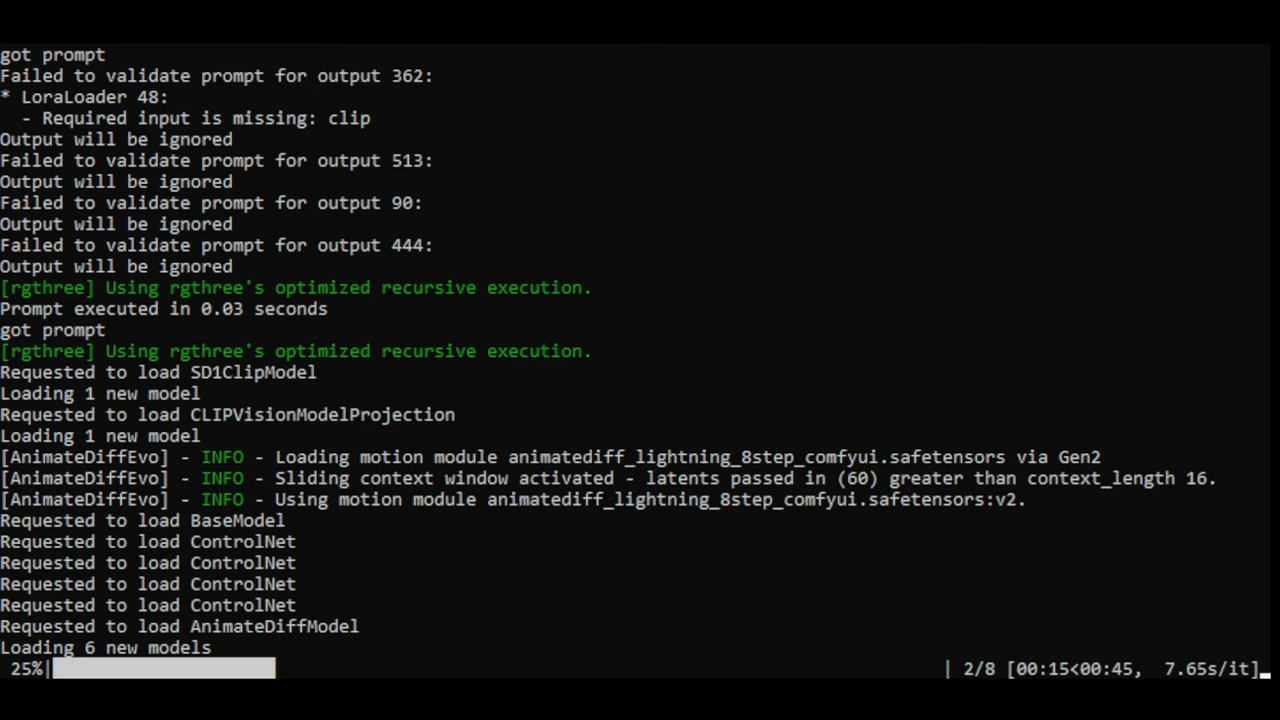 got prompt
Failed to validate prompt for output 362:
* LoraLoader 48:
  - Required input is missing: clip
Output will be ignored
Failed to validate prompt for output 513:
Output will be ignored
Failed to validate prompt for output 90:
Output will be ignored
Failed to validate prompt for output 444:
Output will be ignored
[rgthree] Using rgthree's optimized recursive execution.
Prompt executed in 0.03 seconds
got prompt
[rgthree] Using rgthree's optimized recursive execution.
Requested to load SD1ClipModel
Loading 1 new model
Requested to load CLIPVisionModelProjection
Loading 1 new model
[AnimateDiffEvo] - INFO - Loading motion module animatediff_lightning_8step_comfyui.safetensors via Gen2
[AnimateDiffEvo] - INFO - Sliding context window activated - latents passed in (60) greater than context_length 16.
[AnimateDiffEvo] - INFO - Using motion module animatediff_lightning_8step_comfyui.safetensors:v2.
Requested to load BaseModel
Requested to load ControlNet
Requested to load ControlNet
Requested to load ControlNet
Requested to load ControlNet
Requested to load AnimateDiffModel
Loading 6 new models
25%| | 2/8 [00:15<00:45, 7.65s/it]